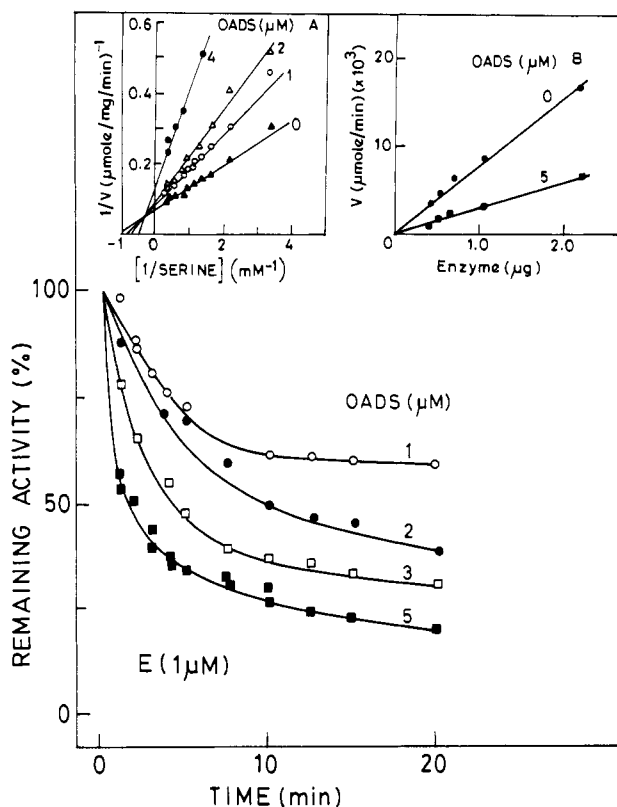 OADS (µM) A
4
2
1
0
1/V (µmole/mg/min)⁻¹
0.6
0.4
0.2
-1 0 2 4
[1/SERINE] (mM⁻¹)
OADS (µM) 8
0
5
V (µmole/min) (x 10³)
20
10
0
0 1.0 2.0
Enzyme (µg)
REMAINING ACTIVITY (%)
100
50
0
OADS (µM)
1
2
3
5
E (1µM)
0 10 20
TIME (min)